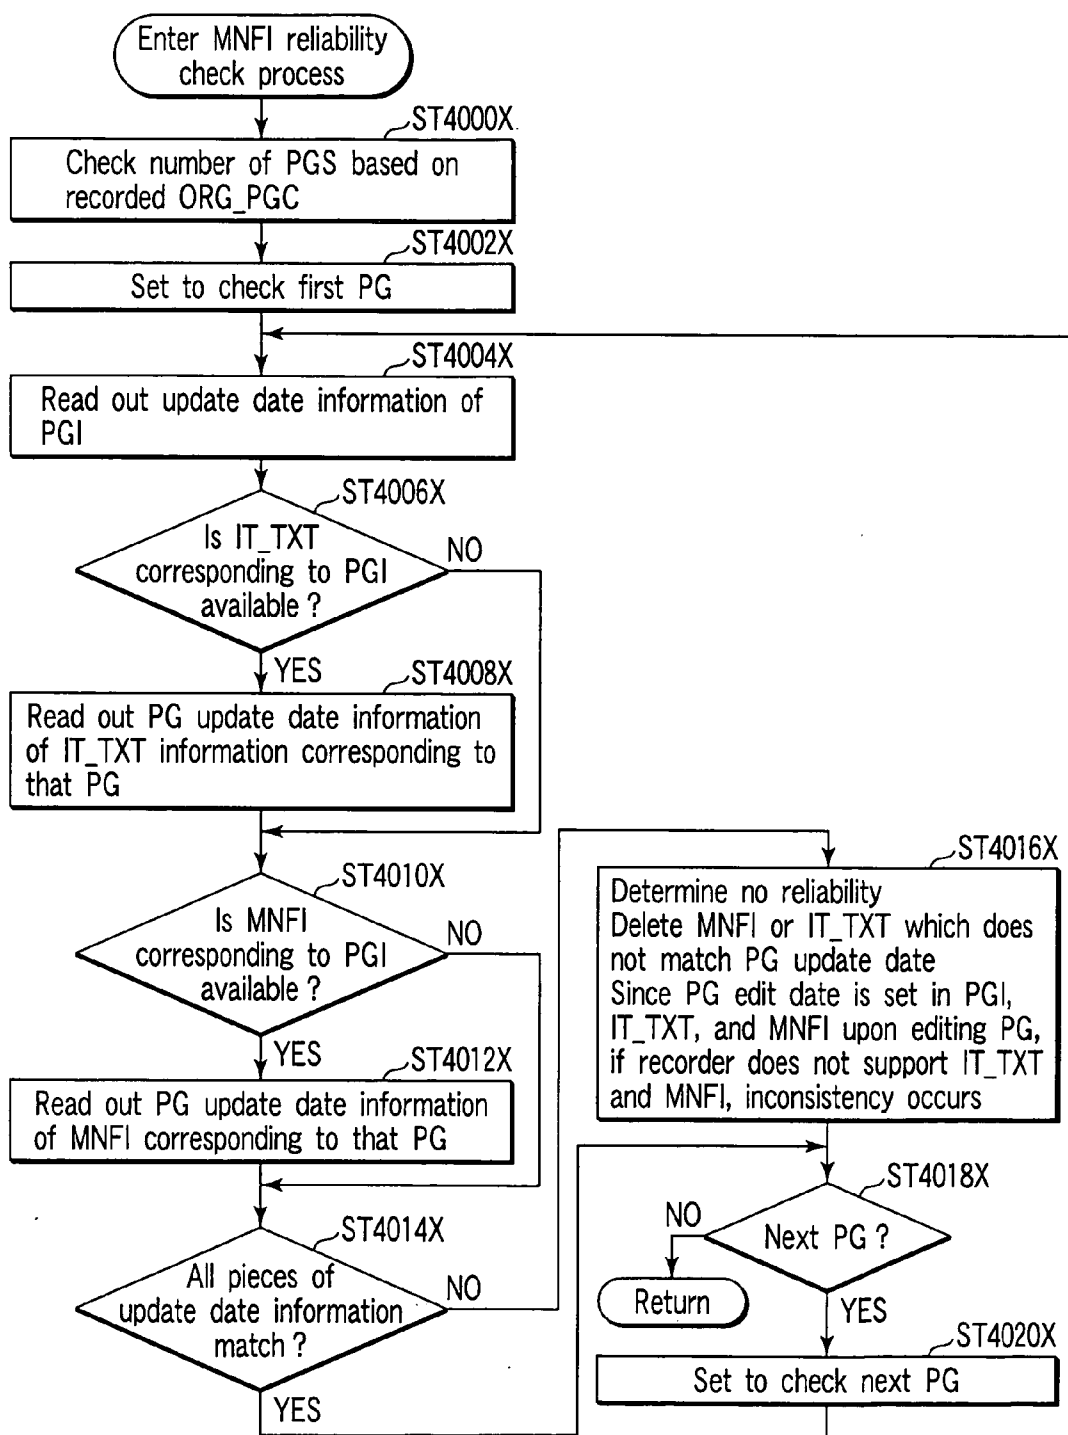 Enter MNFI reliability
check process
ST4000X
Check number of PGS based on
recorded ORG_PGC
ST4002X
Set to check first PG
ST4004X
Read out update date information of
PGI
ST4006X
Is IT_TXT
corresponding to PGI
available ?
NO
YES
ST4008X
Read out PG update date information
of IT_TXT information corresponding to
that PG
ST4010X
Is MNFI
corresponding to PGI
available ?
NO
YES
ST4012X
Read out PG update date information
of MNFI corresponding to that PG
ST4014X
All pieces of
update date information
match ?
NO
YES
ST4016X
Determine no reliability
Delete MNFI or IT_TXT which does
not match PG update date
Since PG edit date is set in PGI,
IT_TXT, and MNFI upon editing PG,
if recorder does not support IT_TXT
and MNFI, inconsistency occurs
ST4018X
Next PG ?
NO
Return
YES
ST4020X
Set to check next PG